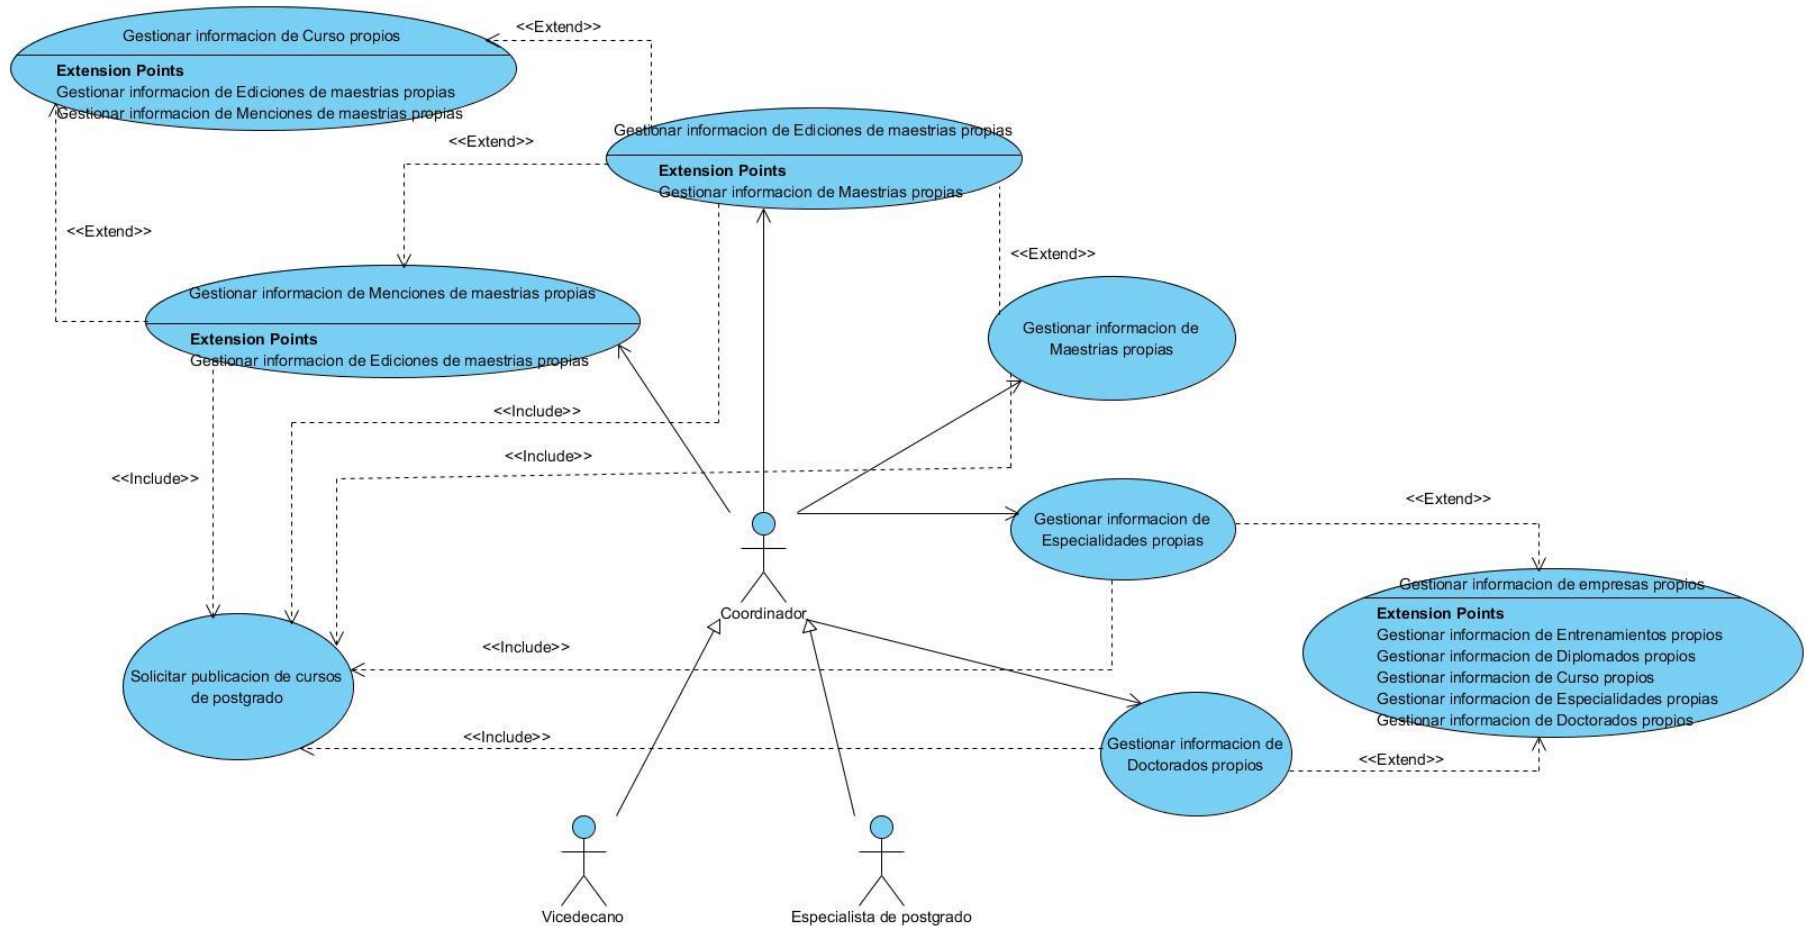 <<Extend>>
Gestionar informacion de Curso propios
Extension Points
Gestionar informacion de Ediciones de maestrias propias
Gestionar informacion de Menciones de maestrias propias
Gestionar informacion de Ediciones de maestrias propias
Extension Points
Gestionar informacion de Maestrias propias
<<Extend>>
<<Extend>>
<<Extend>>
Gestionar informacion de Menciones de maestrias propias
Extension Points
Gestionar informacion de Ediciones de maestrias propias
Gestionar informacion de
Maestrias propias
<<Include>>
<<Include>>
<<Include>>
<<Extend>>
Gestionar informacion de
Especialidades propias
Gestionar informacion de empresas propios
Extension Points
Gestionar informacion de Entrenamientos propios
Gestionar informacion de Diplomados propios
Gestionar informacion de Curso propios
Gestionar informacion de Especialidades propias
Gestionar informacion de Doctorados propios
Coordinador
<<Include>>
Solicitar publicacion de cursos
de postgrado
<<Include>>
Gestionar informacion de
Doctorados propios
<<Extend>>
Vicedecano
Especialista de postgrado